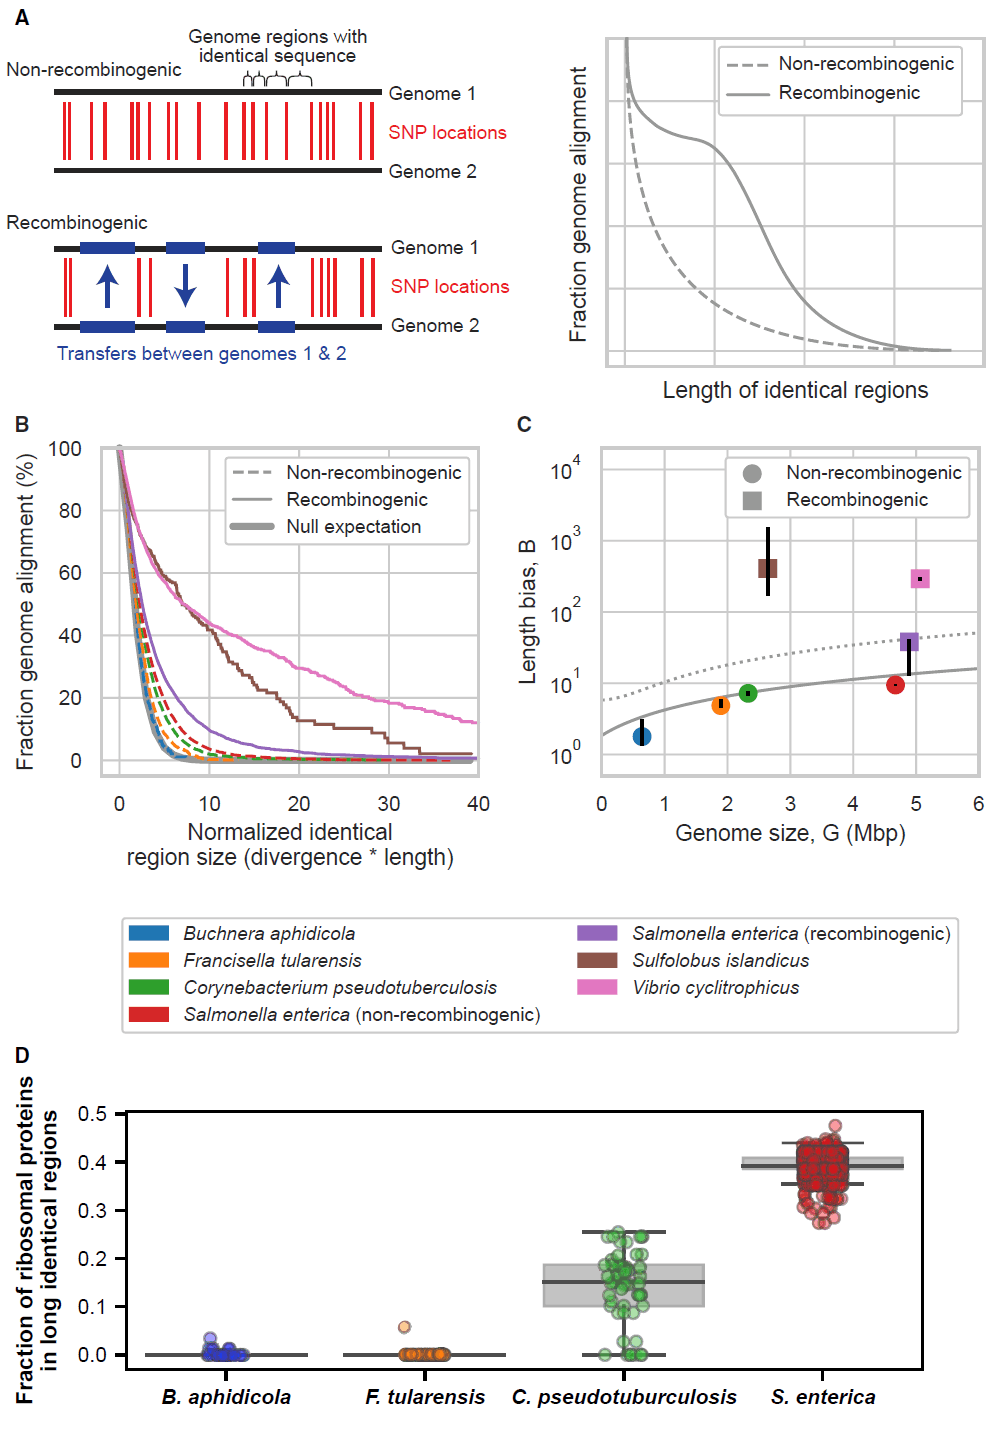 A
Genome regions with
identical sequence
Non-recombinogenic
Genome 1
SNP locations
Genome 2
Recombinogenic
Genome 1
SNP locations
Genome 2
Transfers between genomes 1 & 2
Fraction genome alignment
Non-recombinogenic
Recombinogenic
Length of identical regions
B
Fraction genome alignment (%)
100
80
60
40
20
0
Non-recombinogenic
Recombinogenic
Null expectation
0 10 20 30 40
Normalized identical
region size (divergence * length)
C
Length bias, B
10^4
10^3
10^2
10^1
10^0
Non-recombinogenic
Recombinogenic
0 1 2 3 4 5 6
Genome size, G (Mbp)
Buchnera aphidicola
Francisella tularensis
Corynebacterium pseudotuberculosis
Salmonella enterica (non-recombinogenic)
Salmonella enterica (recombinogenic)
Sulfolobus islandicus
Vibrio cyclitrophicus
D
Fraction of ribosomal proteins
in long identical regions
0.5
0.4
0.3
0.2
0.1
0.0
B. aphidicola F. tularensis C. pseudotuburculosis S. enterica